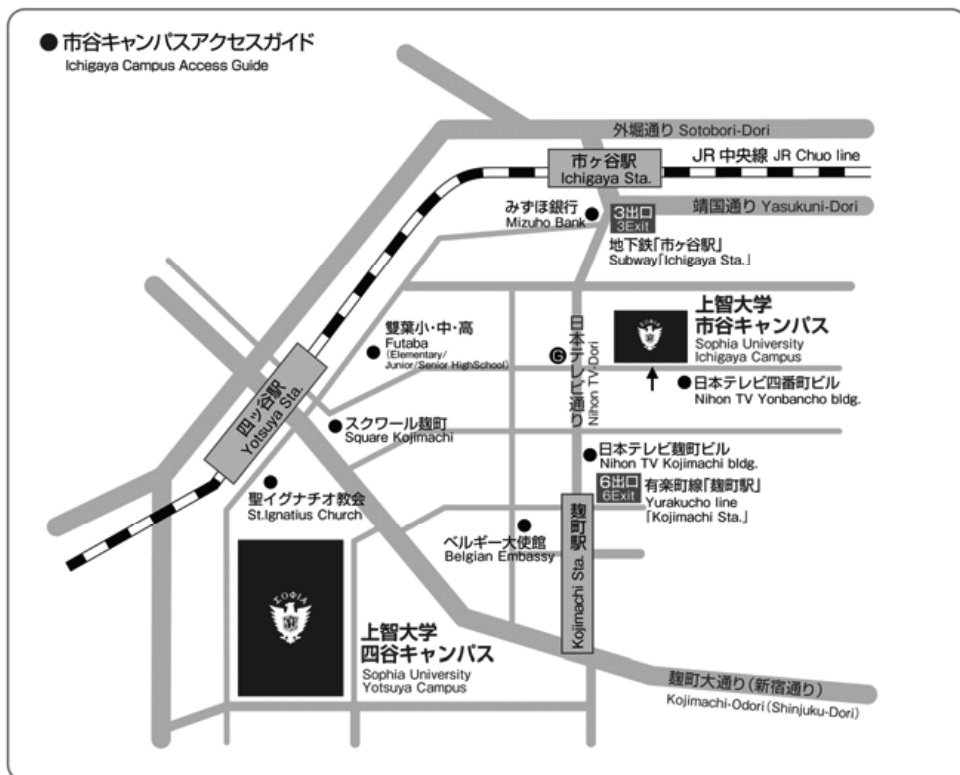 ● 市谷キャンパスアクセスガイド
Ichigaya Campus Access Guide
外堀通り Sotobori-Dori
市ヶ谷駅
Ichigaya Sta.
JR 中央線 JR Chuo line
みずほ銀行
Mizuho Bank
3出口
3Exit
靖国通り Yasukuni-Dori
地下鉄「市ヶ谷駅」
Subway「Ichigaya Sta.」
上智大学
市谷キャンパス
Sophia University
Ichigaya Campus
雙葉小・中・高
Futaba
(Elementary/
Junior/Senior HighSchool)
G
日本テレビ通り
Nihon TV-Dori
日本テレビ四番町ビル
Nihon TV Yonbancho bldg.
四ッ谷駅
Yotsuya Sta.
スクワール麹町
Square Kojimachi
日本テレビ麹町ビル
Nihon TV Kojimachi bldg.
6出口
6Exit
有楽町線「麹町駅」
Yurakucho line
「Kojimachi Sta.」
聖イグナチオ教会
St.Ignatius Church
ベルギー大使館
Belgian Embassy
麹町駅
Kojimachi Sta.
ΣΟΦΙΑ
上智大学
四谷キャンパス
Sophia University
Yotsuya Campus
麹町大通り(新宿通り)
Kojimachi-Odori(Shinjuku-Dori)